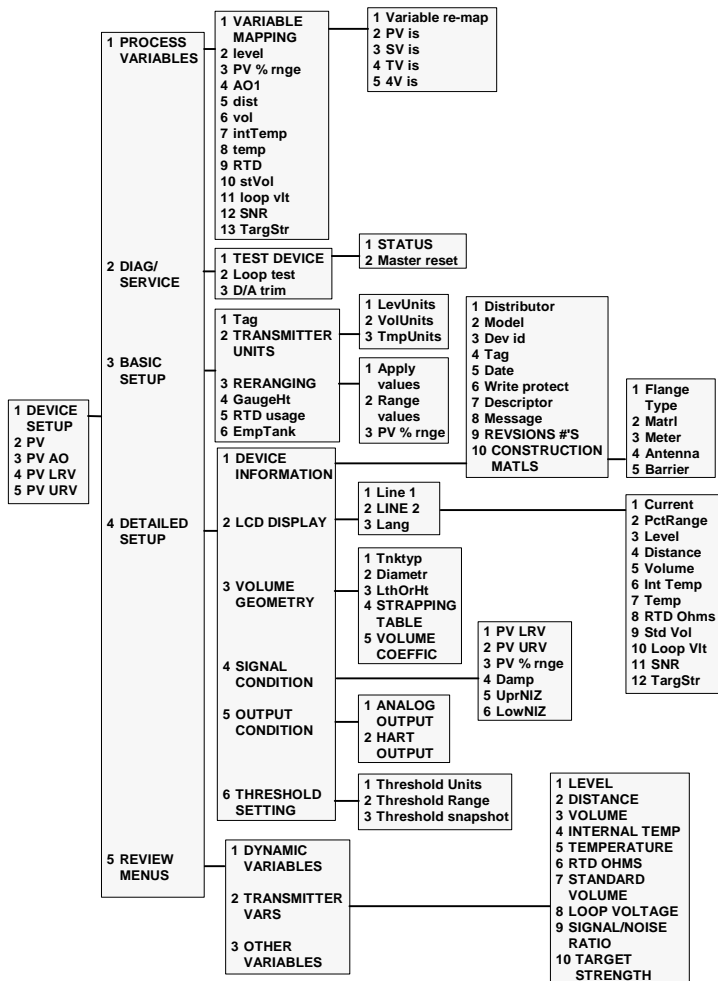 1 DEVICE
SETUP
2 PV
3 PV AO
4 PV LRV
5 PV URV
1 PROCESS
VARIABLES
2 DIAG/
SERVICE
3 BASIC
SETUP
4 DETAILED
SETUP
5 REVIEW
MENUS
1 VARIABLE
MAPPING
2 level
3 PV % rnge
4 AO1
5 dist
6 vol
7 intTemp
8 temp
9 RTD
10 stVol
11 loop vlt
12 SNR
13 TargStr
1 Variable re-map
2 PV is
3 SV is
4 TV is
5 4V is
1 TEST DEVICE
2 Loop test
3 D/A trim
1 STATUS
2 Master reset
1 Tag
2 TRANSMITTER
UNITS
3 RERANGING
4 GaugeHt
5 RTD usage
6 EmpTank
1 LevUnits
2 VolUnits
3 TmpUnits
1 Apply
values
2 Range
values
3 PV % rnge
1 DEVICE
INFORMATION
2 LCD DISPLAY
3 VOLUME
GEOMETRY
4 SIGNAL
CONDITION
5 OUTPUT
CONDITION
6 THRESHOLD
SETTING
1 Distributor
2 Model
3 Dev id
4 Tag
5 Date
6 Write protect
7 Descriptor
8 Message
9 REVSIONS #'S
10 CONSTRUCTION
MATLS
1 Flange
Type
2 Matrl
3 Meter
4 Antenna
5 Barrier
1 Line 1
2 LINE 2
3 Lang
1 Current
2 PctRange
3 Level
4 Distance
5 Volume
6 Int Temp
7 Temp
8 RTD Ohms
9 Std Vol
10 Loop Vlt
11 SNR
12 TargStr
1 Tnktyp
2 Diametr
3 LthOrHt
4 STRAPPING
TABLE
5 VOLUME
COEFFIC
1 PV LRV
2 PV URV
3 PV % rnge
4 Damp
5 UprNIZ
6 LowNIZ
1 ANALOG
OUTPUT
2 HART
OUTPUT
1 Threshold Units
2 Threshold Range
3 Threshold snapshot
1 DYNAMIC
VARIABLES
2 TRANSMITTER
VARS
3 OTHER
VARIABLES
1 LEVEL
2 DISTANCE
3 VOLUME
4 INTERNAL TEMP
5 TEMPERATURE
6 RTD OHMS
7 STANDARD
VOLUME
8 LOOP VOLTAGE
9 SIGNAL/NOISE
RATIO
10 TARGET
STRENGTH